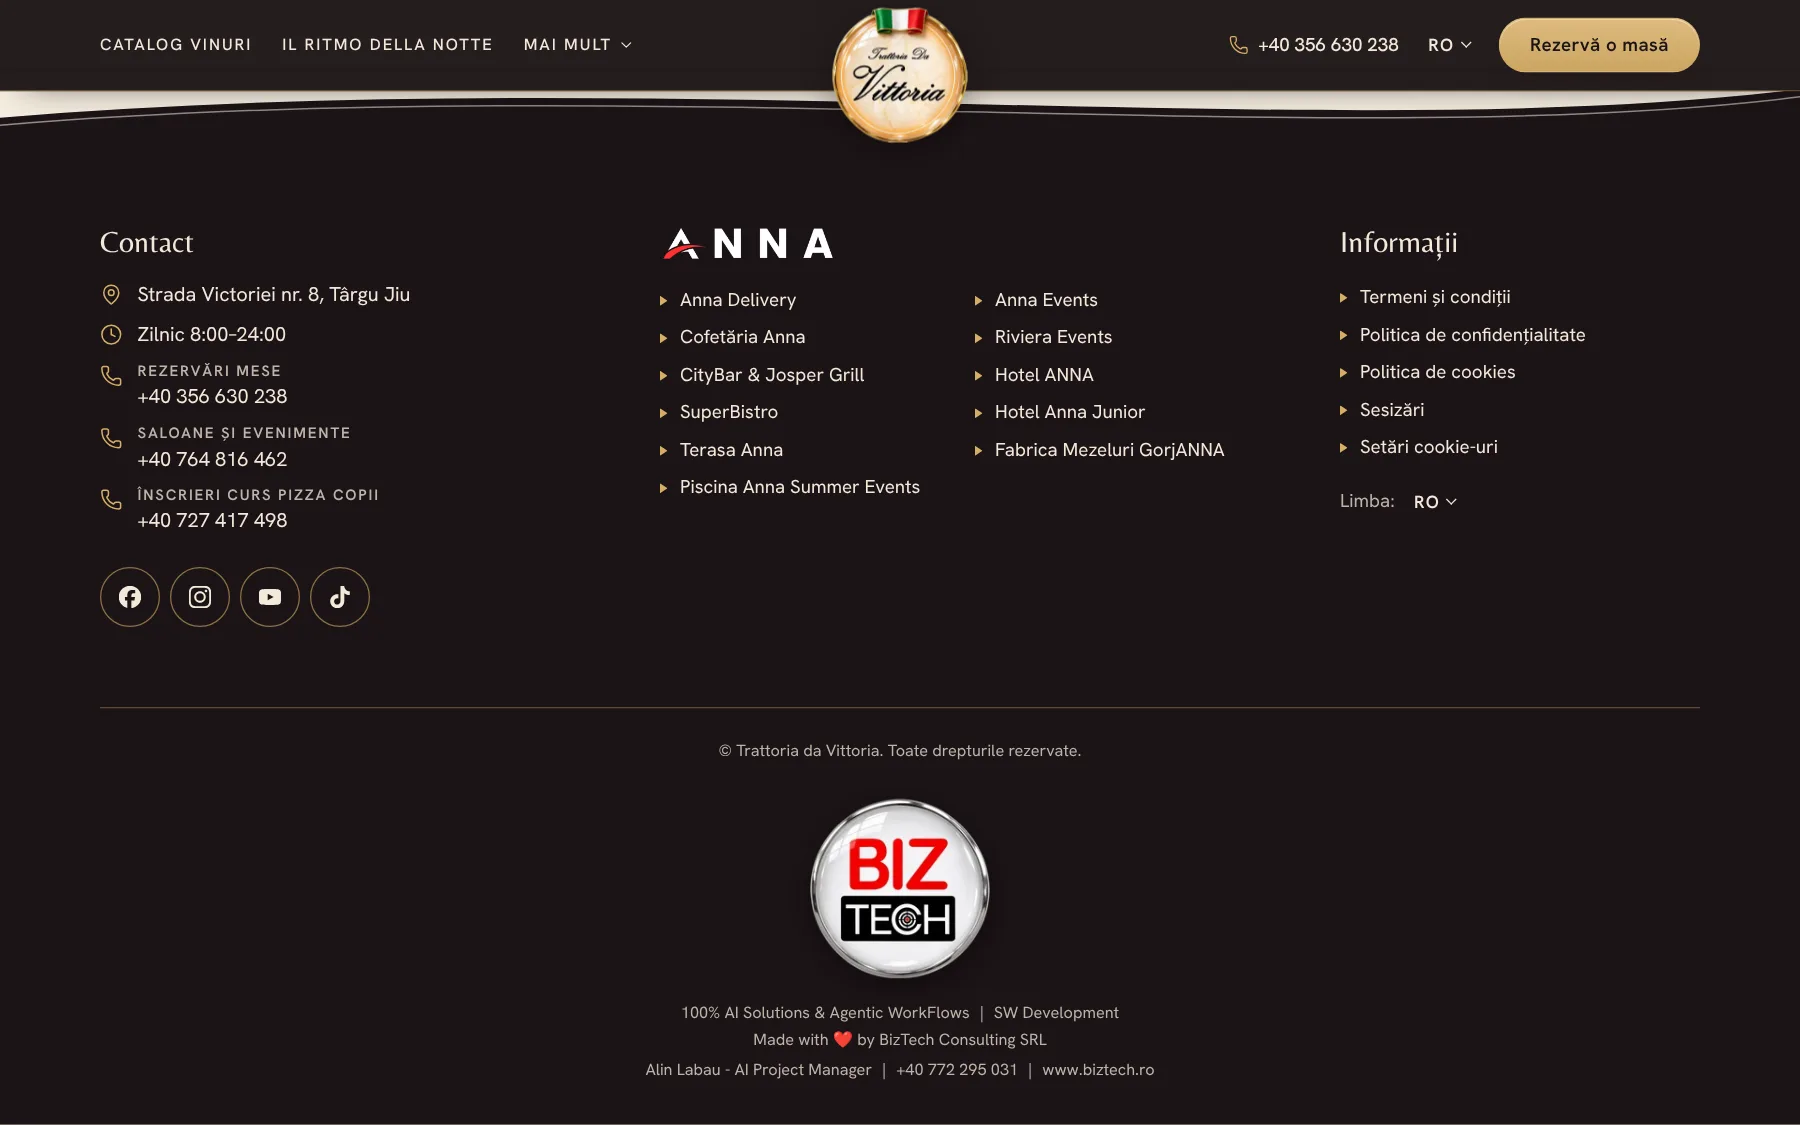 CATALOG VINURI
IL RITMO DELLA NOTTE
MAI MULT
Trattoria Da
Vittoria
+40 356 630 238
RO
Rezervă o masă
Contact
Strada Victoriei nr. 8, Târgu Jiu
Zilnic 8:00–24:00
REZERVĂRI MESE
+40 356 630 238
SALOANE ȘI EVENIMENTE
+40 764 816 462
ÎNSCRIERI CURS PIZZA COPII
+40 727 417 498
ANNA
Anna Delivery
Cofetăria Anna
CityBar & Josper Grill
SuperBistro
Terasa Anna
Piscina Anna Summer Events
Anna Events
Riviera Events
Hotel ANNA
Hotel Anna Junior
Fabrica Mezeluri GorjANNA
Informații
Termeni și condiții
Politica de confidențialitate
Politica de cookies
Sesizări
Setări cookie-uri
Limba: RO
© Trattoria da Vittoria. Toate drepturile rezervate.
BIZ
TECH
100% AI Solutions & Agentic WorkFlows | SW Development
Made with ❤️ by BizTech Consulting SRL
Alin Labau - AI Project Manager | +40 772 295 031 | www.biztech.ro